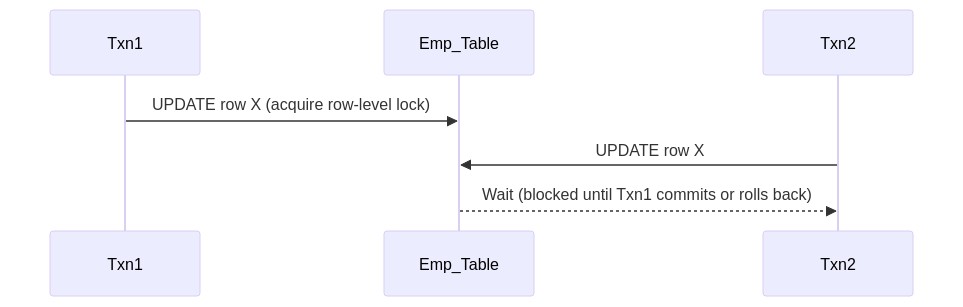 Txn1
Emp_Table
Txn2
UPDATE row X (acquire row-level lock)
UPDATE row X
Wait (blocked until Txn1 commits or rolls back)
Txn1
Emp_Table
Txn2